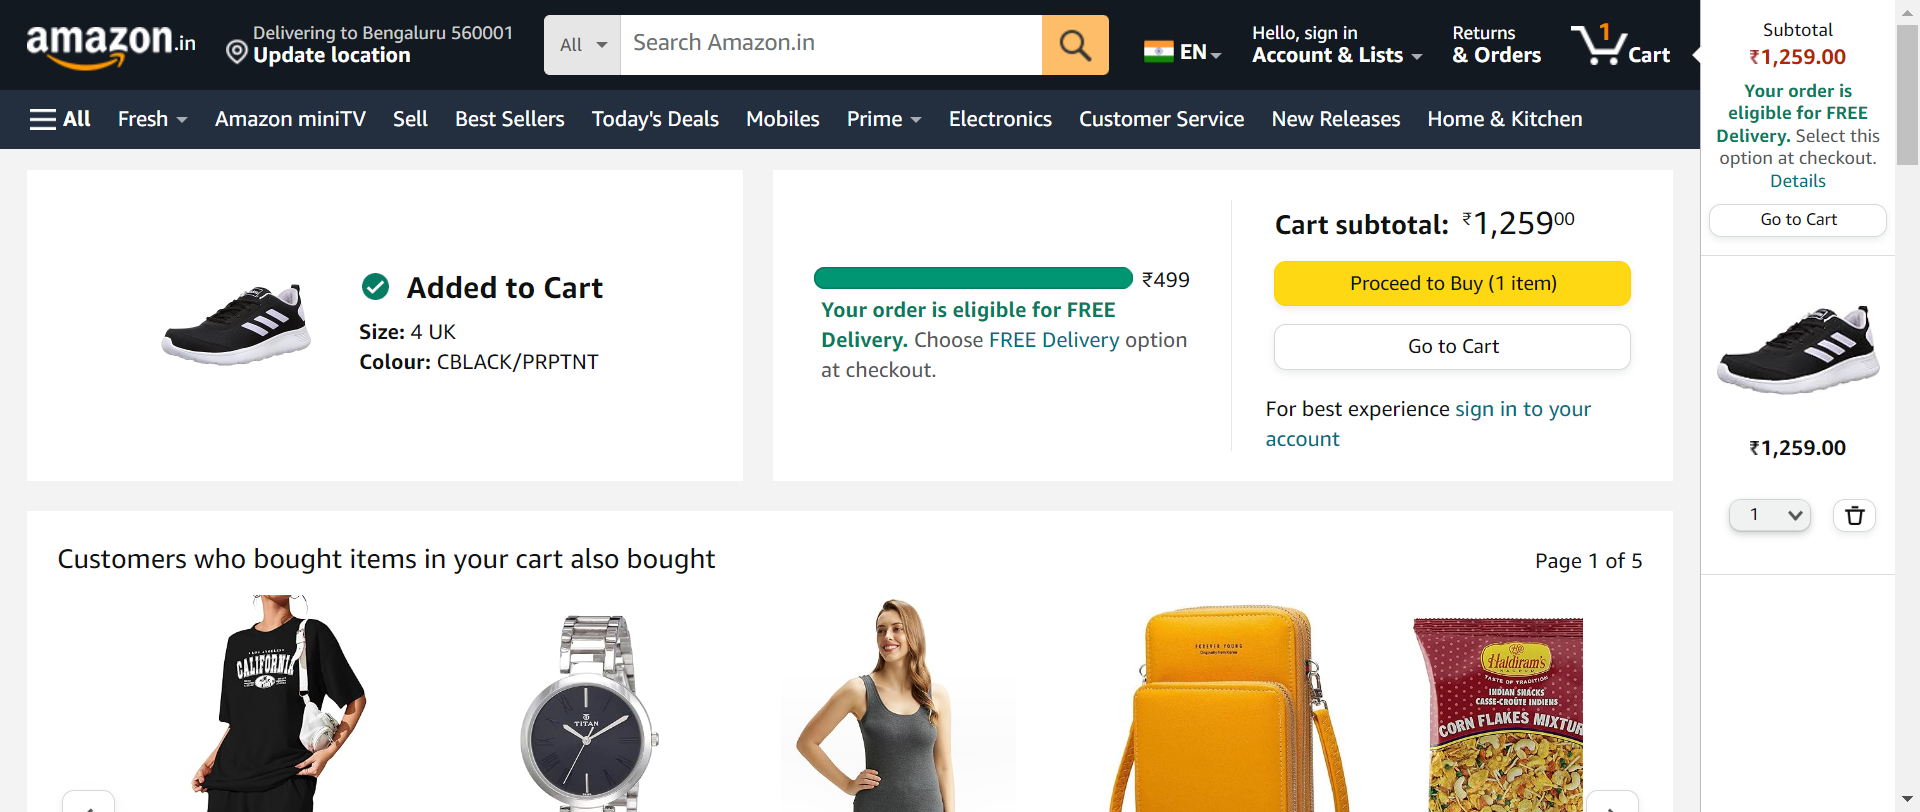 amazon.in
Delivering to Bengaluru 560001
Update location
All
Search Amazon.in
EN
Hello, sign in
Account & Lists
Returns
& Orders
1
Cart
All
Fresh
Amazon miniTV
Sell
Best Sellers
Today's Deals
Mobiles
Prime
Electronics
Customer Service
New Releases
Home & Kitchen
Subtotal
₹1,259.00
Your order is
eligible for FREE
Delivery. Select this
option at checkout.
Details
Go to Cart
₹1,259.00
1
Added to Cart
Size: 4 UK
Colour: CBLACK/PRPTNT
₹499
Your order is eligible for FREE
Delivery. Choose FREE Delivery option
at checkout.
Cart subtotal: ₹1,25900
Proceed to Buy (1 item)
Go to Cart
For best experience sign in to your
account
Customers who bought items in your cart also bought
Page 1 of 5
CALIFORNIA
TITAN
FOREVER YOUNG
Haldiram's
TASTE OF TRADITION
INDIAN SNACKS
CASSE-CROÛTE INDIENS
CORN FLAKES MIXTUR